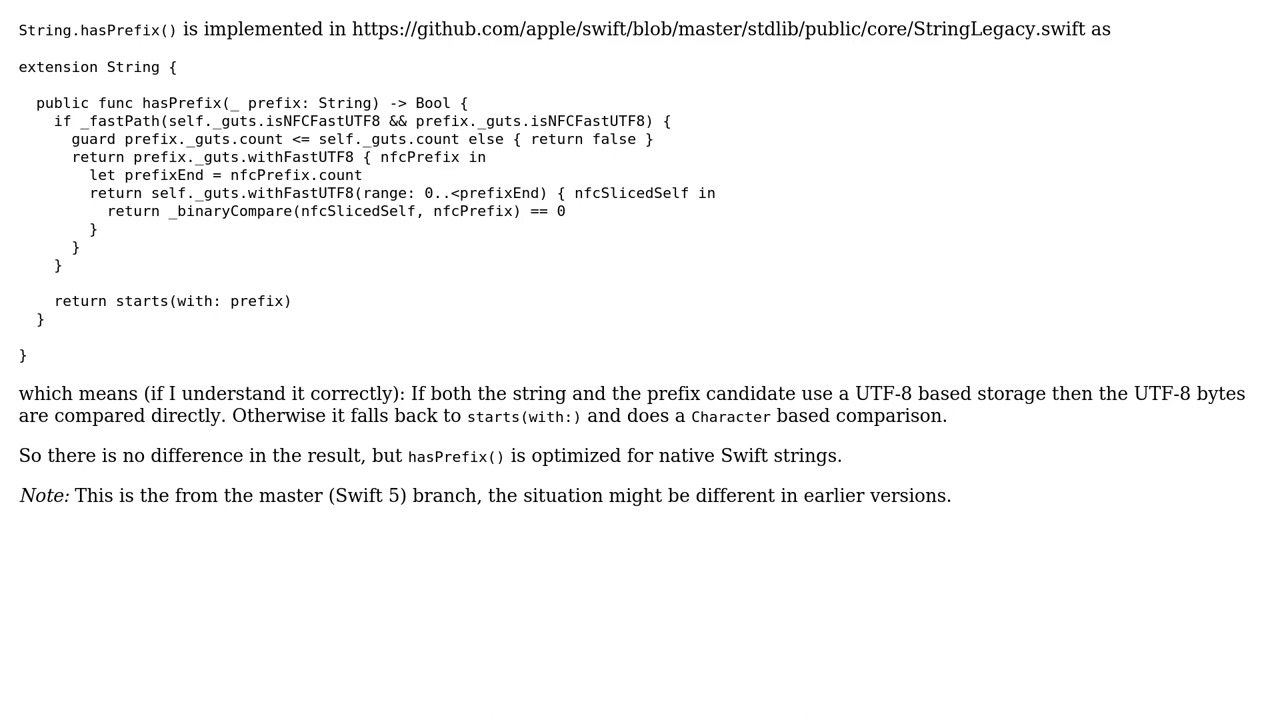 String.hasPrefix() is implemented in https://github.com/apple/swift/blob/master/stdlib/public/core/StringLegacy.swift as
extension String {
  public func hasPrefix(_ prefix: String) -> Bool {
    if _fastPath(self._guts.isNFCFastUTF8 && prefix._guts.isNFCFastUTF8) {
      guard prefix._guts.count <= self._guts.count else { return false }
      return prefix._guts.withFastUTF8 { nfcPrefix in
        let prefixEnd = nfcPrefix.count
        return self._guts.withFastUTF8(range: 0..<prefixEnd) { nfcSlicedSelf in
          return _binaryCompare(nfcSlicedSelf, nfcPrefix) == 0
        }
      }
    }
    return starts(with: prefix)
  }
}
which means (if I understand it correctly): If both the string and the prefix candidate use a UTF-8 based storage then the UTF-8 bytes
are compared directly. Otherwise it falls back to starts(with:) and does a Character based comparison.
So there is no difference in the result, but hasPrefix() is optimized for native Swift strings.
Note: This is the from the master (Swift 5) branch, the situation might be different in earlier versions.